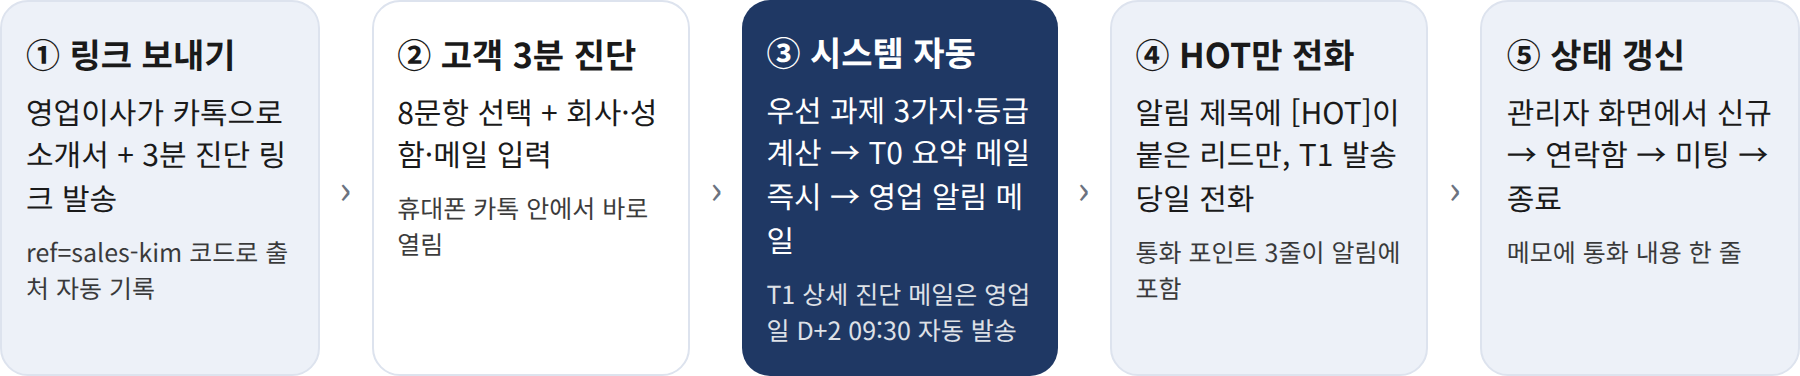 ① 링크 보내기
영업이사가 카톡으로
소개서 + 3분 진단 링
크 발송
ref=sales-kim 코드로 출
처 자동 기록
›
② 고객 3분 진단
8문항 선택 + 회사·성
함·메일 입력
휴대폰 카톡 안에서 바로
열림
›
③ 시스템 자동
우선 과제 3가지·등급
계산 → T0 요약 메일
즉시 → 영업 알림 메
일
T1 상세 진단 메일은 영업
일 D+2 09:30 자동 발송
›
④ HOT만 전화
알림 제목에 [HOT]이
붙은 리드만, T1 발송
당일 전화
통화 포인트 3줄이 알림에
포함
›
⑤ 상태 갱신
관리자 화면에서 신규
→ 연락함 → 미팅 →
종료
메모에 통화 내용 한 줄